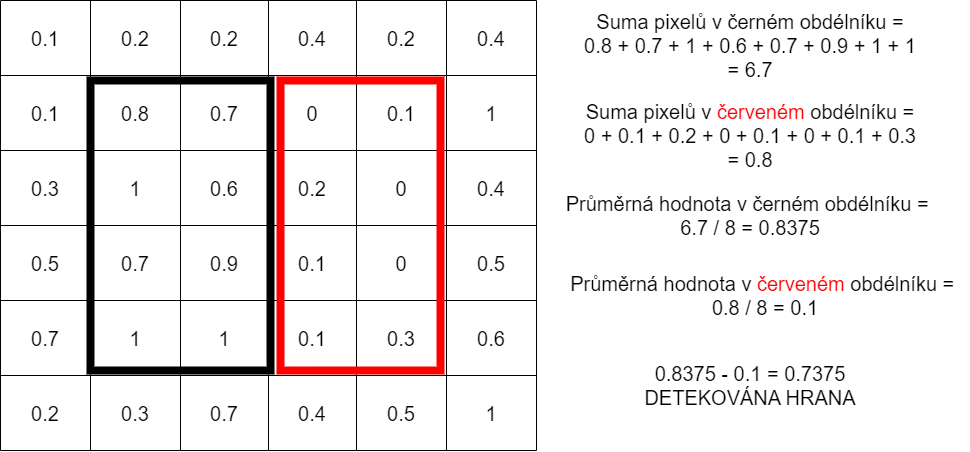 0.1 0.2 0.2 0.4 0.2 0.4
0.1 0.8 0.7 0 0.1 1
0.3 1 0.6 0.2 0 0.4
0.5 0.7 0.9 0.1 0 0.5
0.7 1 1 0.1 0.3 0.6
0.2 0.3 0.7 0.4 0.5 1
Suma pixelů v černém obdélníku =
0.8 + 0.7 + 1 + 0.6 + 0.7 + 0.9 + 1 + 1
= 6.7
Suma pixelů v červeném obdélníku =
0 + 0.1 + 0.2 + 0 + 0.1 + 0 + 0.1 + 0.3
= 0.8
Průměrná hodnota v černém obdélníku =
6.7 / 8 = 0.8375
Průměrná hodnota v červeném obdélníku =
0.8 / 8 = 0.1
0.8375 - 0.1 = 0.7375
DETEKOVÁNA HRANA